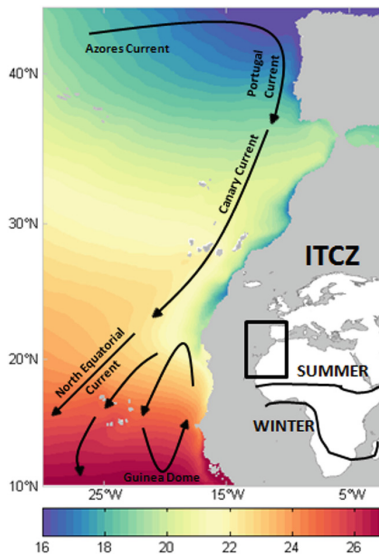 Azores Current
Portugal
Current
40°N
Canary Current
30°N
ITCZ
20°N
North Equatorial
Current
SUMMER
WINTER
Guinea Dome
10°N
25°W
15°W
5°W
16
18
20
22
24
26